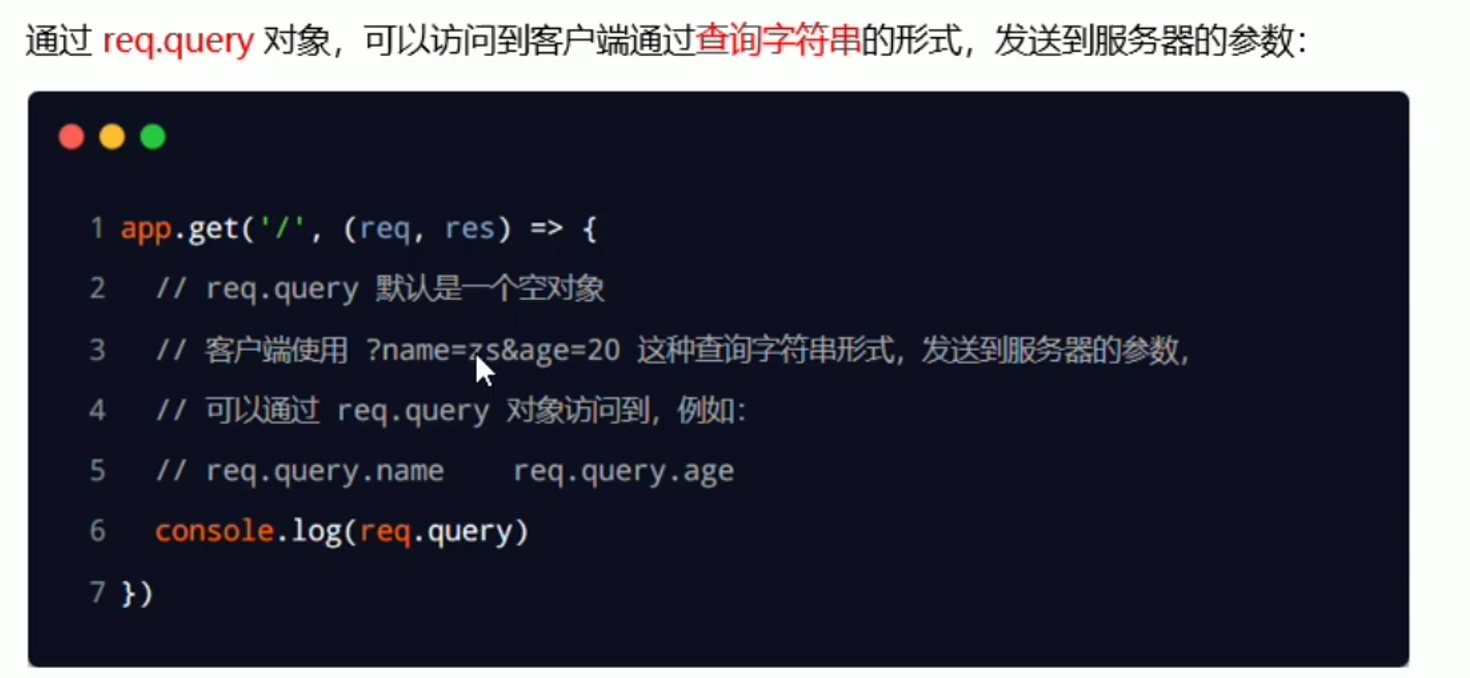 通过 req.query 对象，可以访问到客户端通过查询字符串的形式，发送到服务器的参数：
1 app.get('/', (req, res) => {
2 // req.query 默认是一个空对象
3 // 客户端使用 ?name=zs&age=20 这种查询字符串形式，发送到服务器的参数，
4 // 可以通过 req.query 对象访问到，例如：
5 // req.query.name    req.query.age
6 console.log(req.query)
7 })